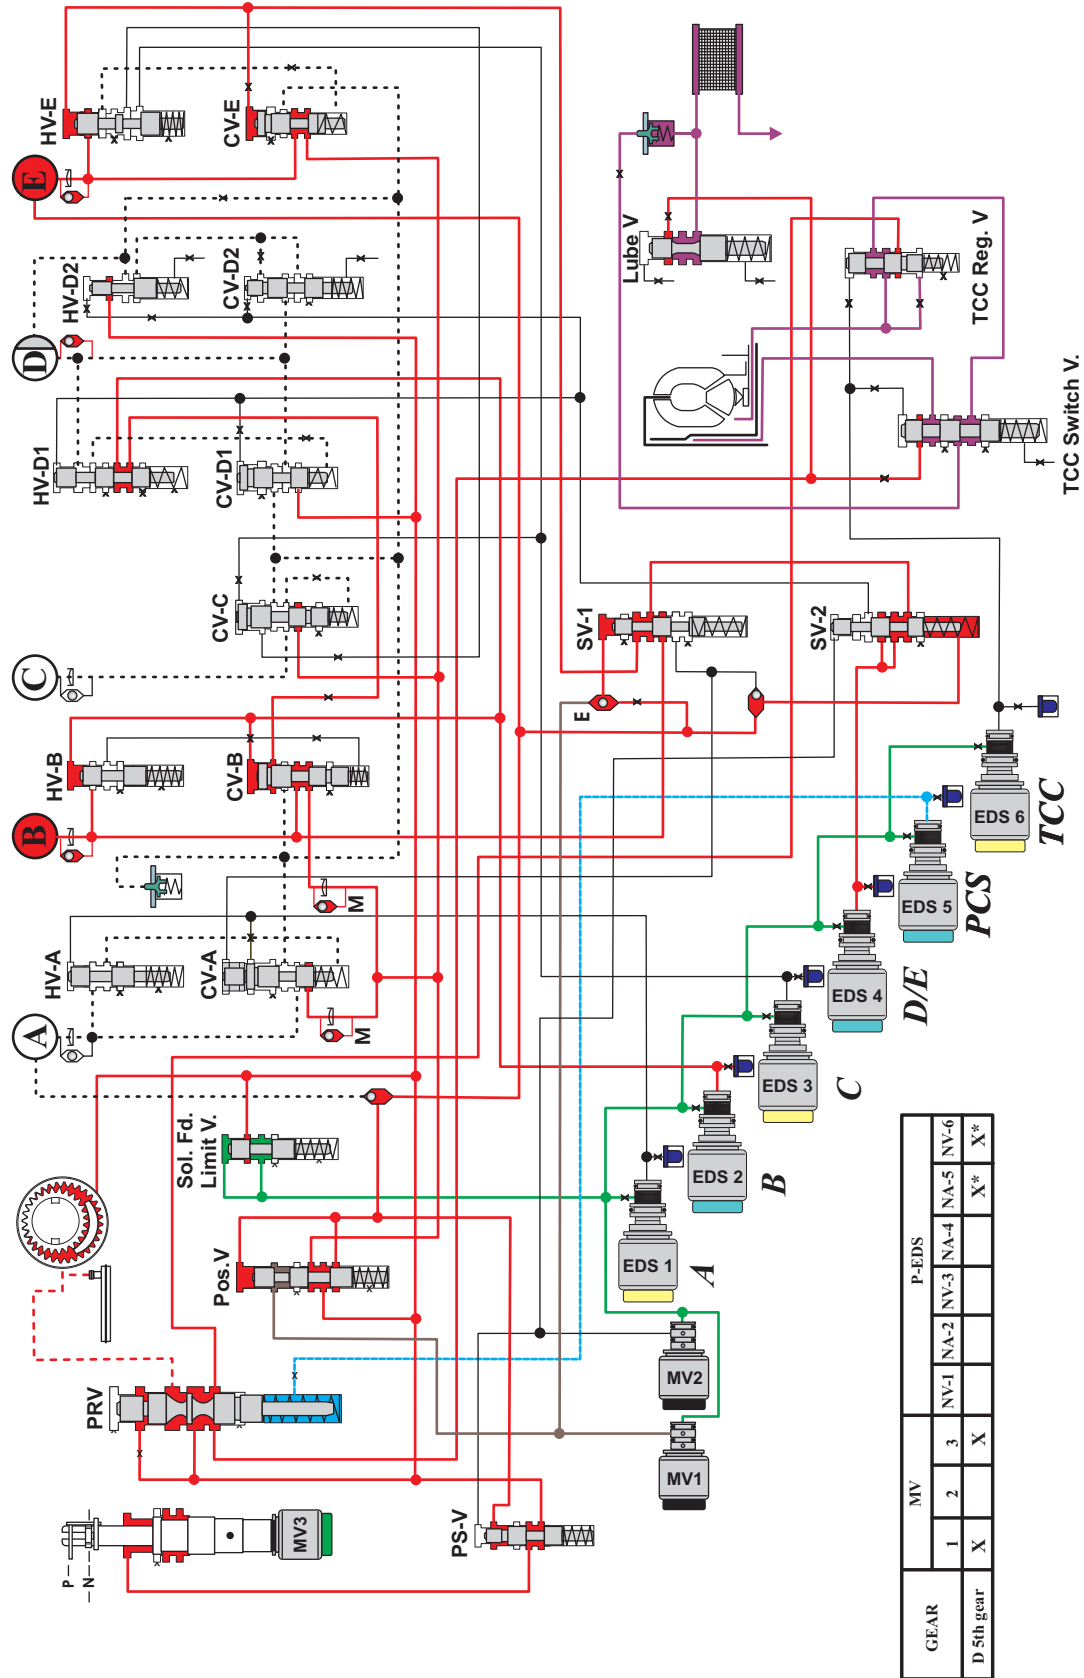 E
HV-E
CV-E
D
HV-D2
CV-D2
HV-D1
CV-D1
C
CV-C
B
HV-B
CV-B
M
A
HV-A
CV-A
M
Lube V
TCC Reg. V
TCC Switch V.
E
SV-1
SV-2
Sol. Fd.
Limit V.
Pos.V
PRV
P
N
MV3
PS-V
MV1
MV2
EDS 1
A
EDS 2
B
EDS 3
C
EDS 4
D/E
EDS 5
PCS
EDS 6
TCC
GEAR MV P-EDS
1 2 3 NV-1 NA-2 NV-3 NA-4 NA-5 NV-6
D 5th gear X X X* X*